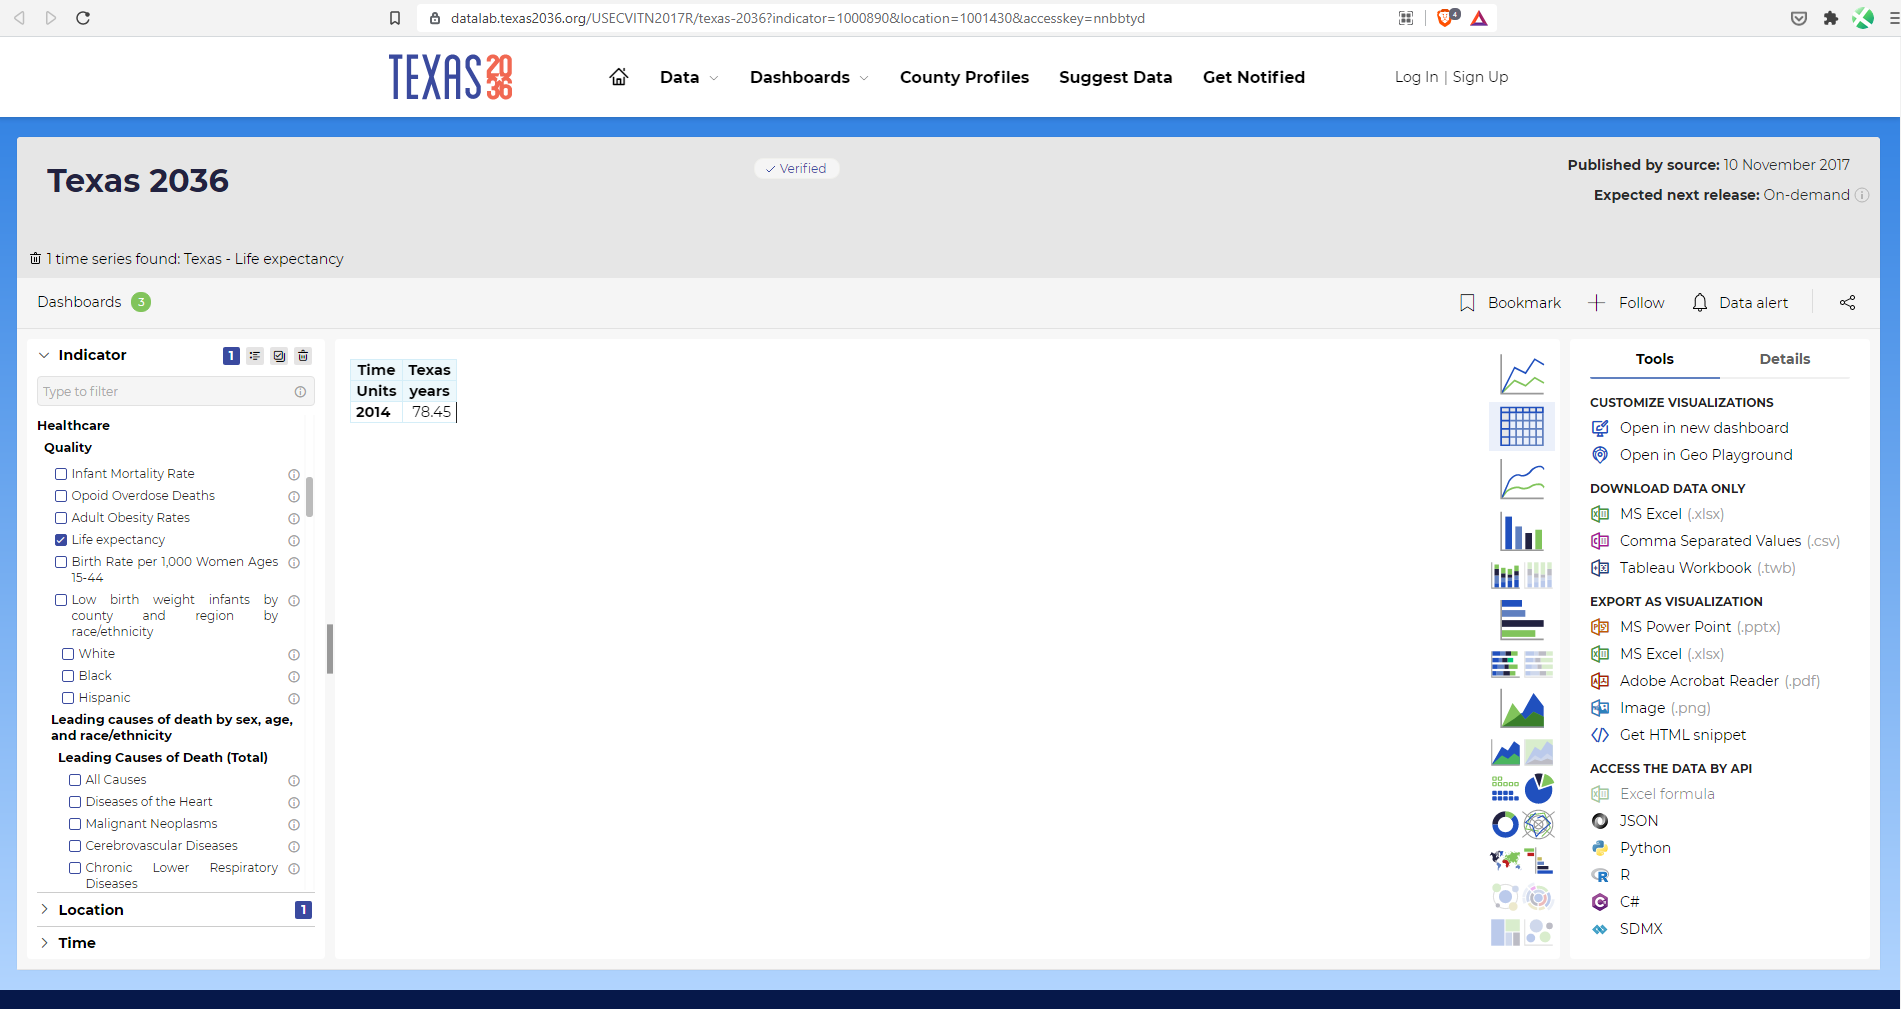 datalab.texas2036.org/USECVITN2017R/texas-2036?indicator=1000890&location=1001430&accesskey=nnbbtyd
4
TEXAS 2036
Data
Dashboards
County Profiles
Suggest Data
Get Notified
Log In | Sign Up
Texas 2036
Verified
Published by source: 10 November 2017
Expected next release: On-demand
1 time series found: Texas - Life expectancy
Dashboards 3
Bookmark
Follow
Data alert
Indicator 1
Type to filter
Healthcare
Quality
Infant Mortality Rate
Opoid Overdose Deaths
Adult Obesity Rates
Life expectancy
Birth Rate per 1,000 Women Ages
15-44
Low birth weight infants by
county and region by
race/ethnicity
White
Black
Hispanic
Leading causes of death by sex, age,
and race/ethnicity
Leading Causes of Death (Total)
All Causes
Diseases of the Heart
Malignant Neoplasms
Cerebrovascular Diseases
Chronic Lower Respiratory
Diseases
Location 1
Time
Time Texas
Units years
2014 78.45
Tools
Details
CUSTOMIZE VISUALIZATIONS
Open in new dashboard
Open in Geo Playground
DOWNLOAD DATA ONLY
MS Excel (.xlsx)
Comma Separated Values (.csv)
Tableau Workbook (.twb)
EXPORT AS VISUALIZATION
MS Power Point (.pptx)
MS Excel (.xlsx)
Adobe Acrobat Reader (.pdf)
Image (.png)
Get HTML snippet
ACCESS THE DATA BY API
Excel formula
JSON
Python
R
C#
SDMX